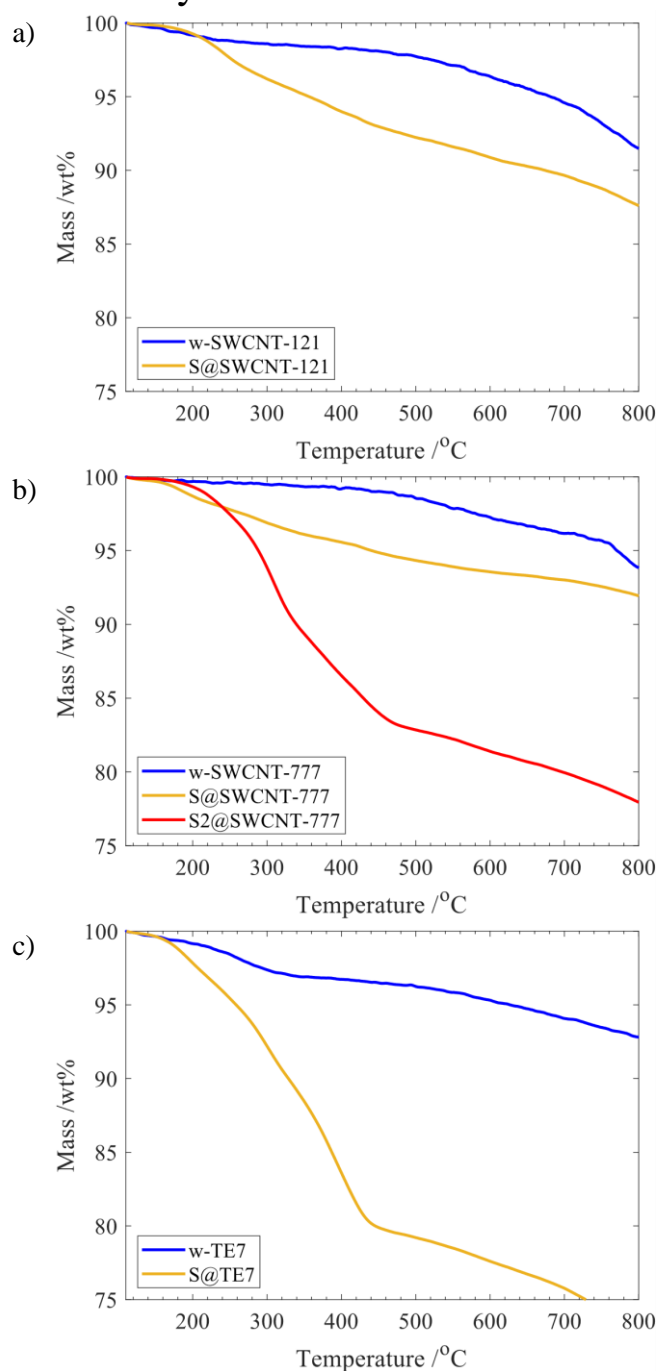 a)
100
95
90
85
80
75
Mass /wt%
w-SWCNT-121
S@SWCNT-121
200 300 400 500 600 700 800
Temperature /°C
b)
100
95
90
85
80
75
Mass /wt%
w-SWCNT-777
S@SWCNT-777
S2@SWCNT-777
200 300 400 500 600 700 800
Temperature /°C
c)
100
95
90
85
80
75
Mass /wt%
w-TE7
S@TE7
200 300 400 500 600 700 800
Temperature /°C